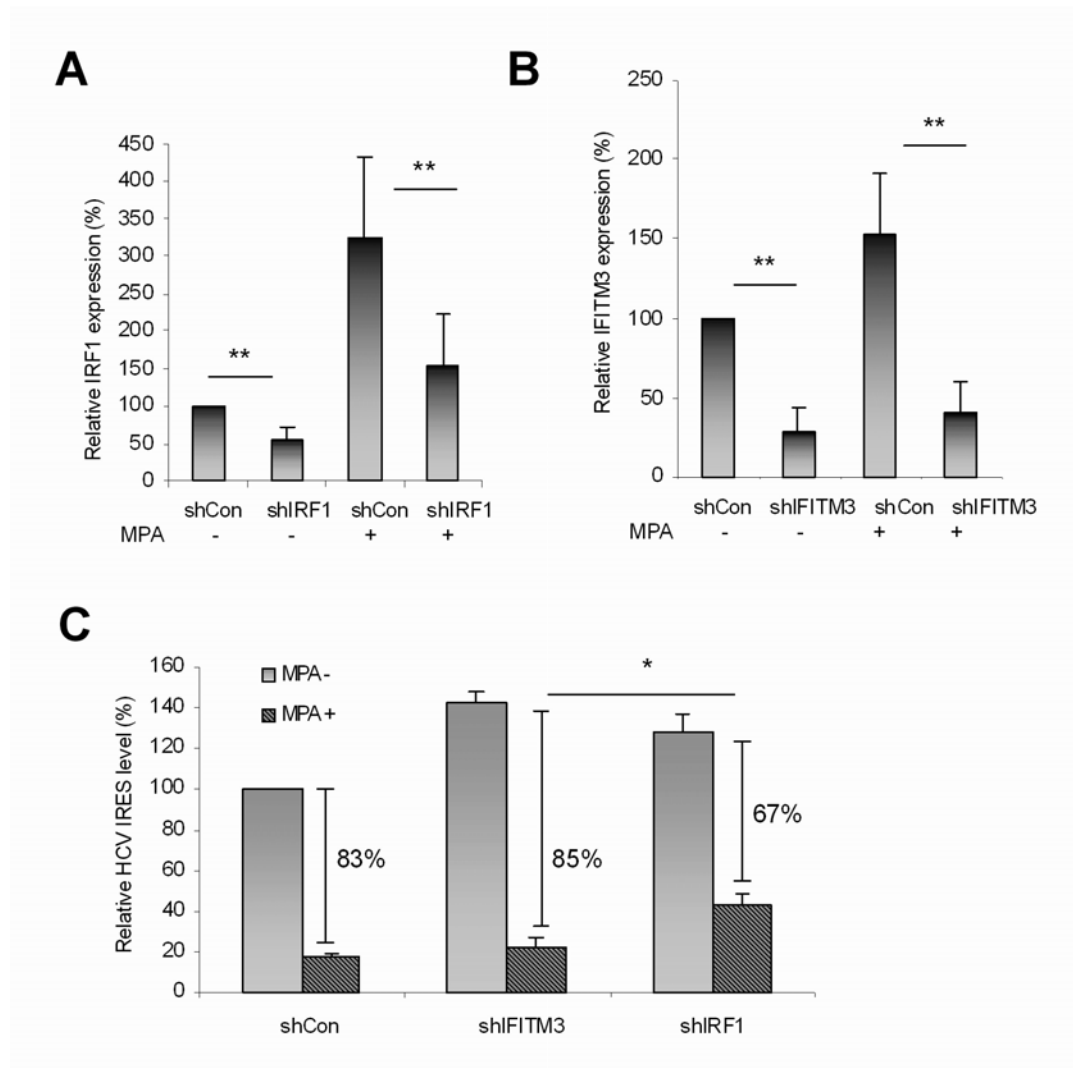 A
Relative IRF1 expression (%)
450
400
350
300
250
200
150
100
50
0
**
**
shCon shIRF1 shCon shIRF1
MPA - - + +
B
Relative IFITM3 expression (%)
250
200
150
100
50
0
**
**
shCon shIFITM3 shCon shIFITM3
MPA - - + +
C
Relative HCV IRES level (%)
160
140
120
100
80
60
40
20
0
MPA-
MPA+
*
83%
85%
67%
shCon shIFITM3 shIRF1